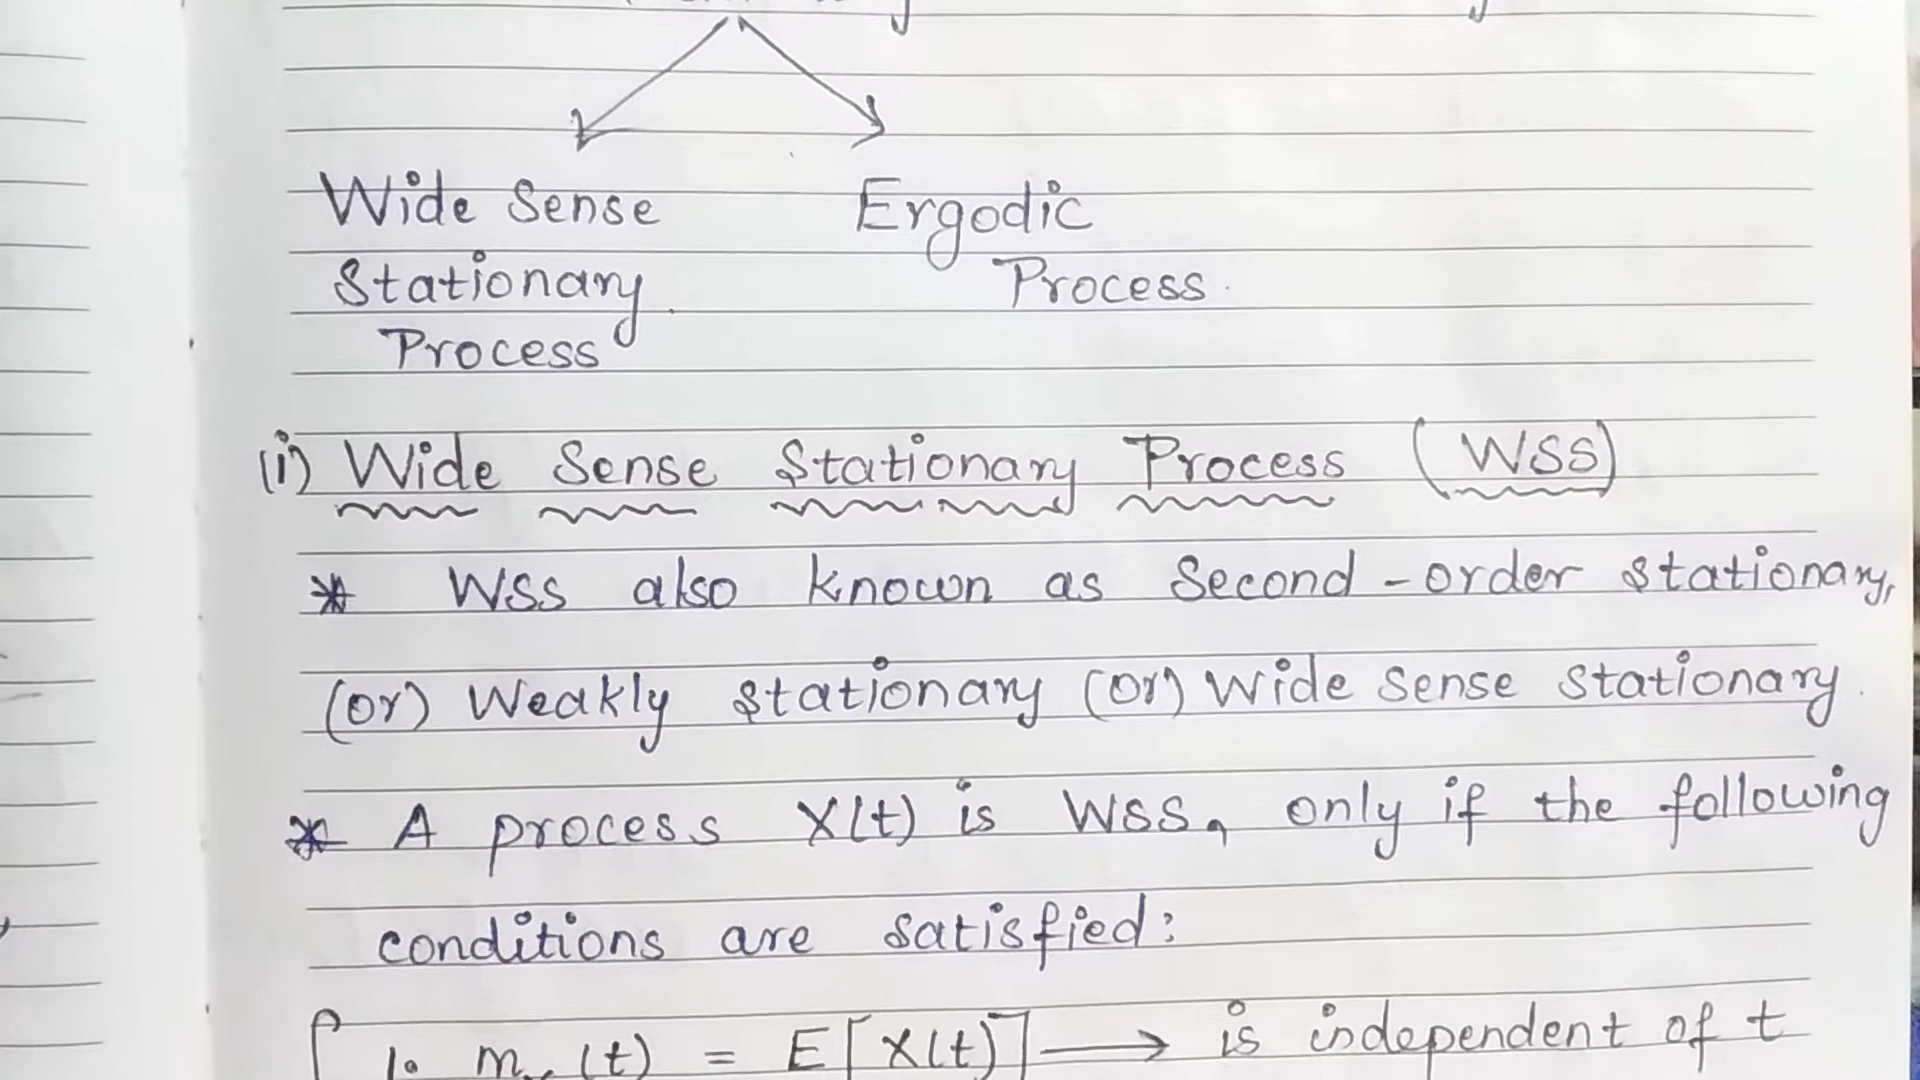 Wide Sense Ergodic
Stationary Process.
Process
(i) Wide Sense Stationary Process (WSS)
* WSS also known as Second-order stationary,
(or) Weakly stationary (or) Wide Sense Stationary.
* A process X(t) is WSS, only if the following
conditions are satisfied:
1. m (t) = E[X(t)] → is independent of t